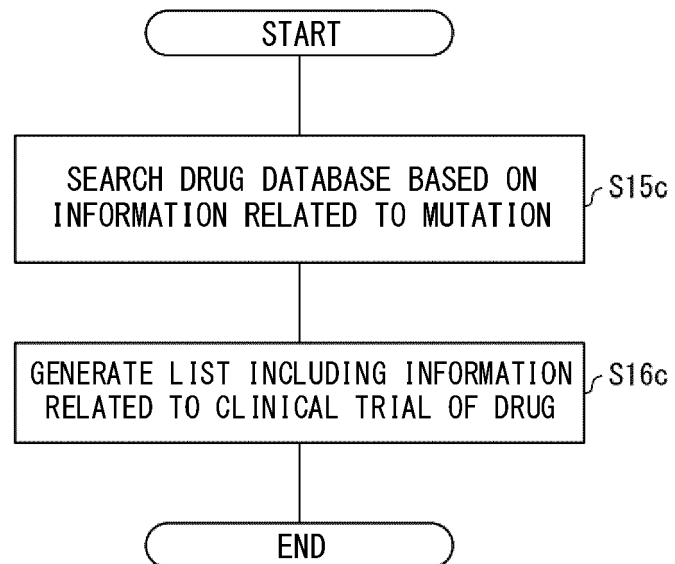 START
SEARCH DRUG DATABASE BASED ON
INFORMATION RELATED TO MUTATION
S15c
GENERATE LIST INCLUDING INFORMATION
RELATED TO CLINICAL TRIAL OF DRUG
S16c
END